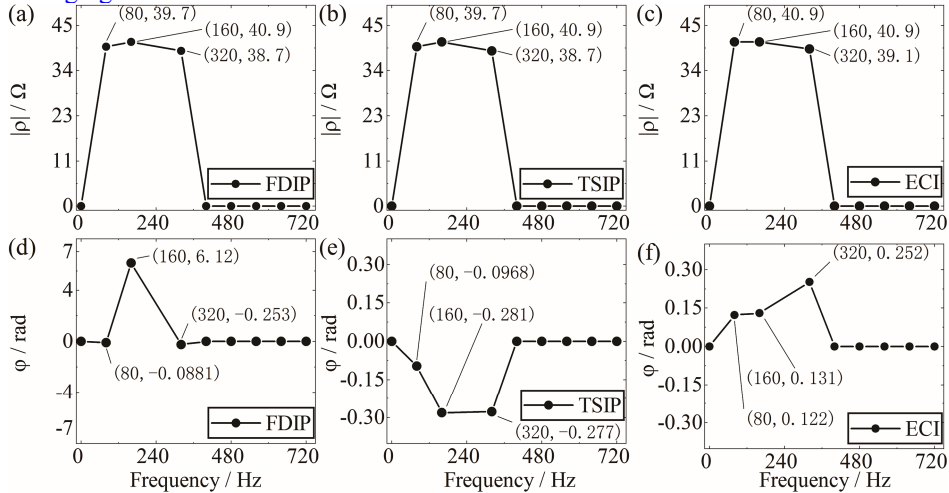 (a)
45
34
23
11
0
|ρ| / Ω
(80, 39.7)
(160, 40.9)
(320, 38.7)
FDIP
0 240 480 720
(b)
45
34
23
11
0
|ρ| / Ω
(80, 39.7)
(160, 40.9)
(320, 38.7)
TSIP
0 240 480 720
(c)
45
34
23
11
0
|ρ| / Ω
(80, 40.9)
(160, 40.9)
(320, 39.1)
ECI
0 240 480 720
(d)
7
4
0
-4
-7
φ / rad
(160, 6.12)
(320, −0.253)
(80, −0.0881)
FDIP
0 240 480 720
Frequency / Hz
(e)
0.30
0.15
0.00
-0.15
-0.30
φ / rad
(80, −0.0968)
(160, −0.281)
TSIP
(320, −0.277)
0 240 480 720
Frequency / Hz
(f)
0.30
0.15
0.00
-0.15
-0.30
φ / rad
(320, 0.252)
(160, 0.131)
(80, 0.122)
ECI
0 240 480 720
Frequency / Hz